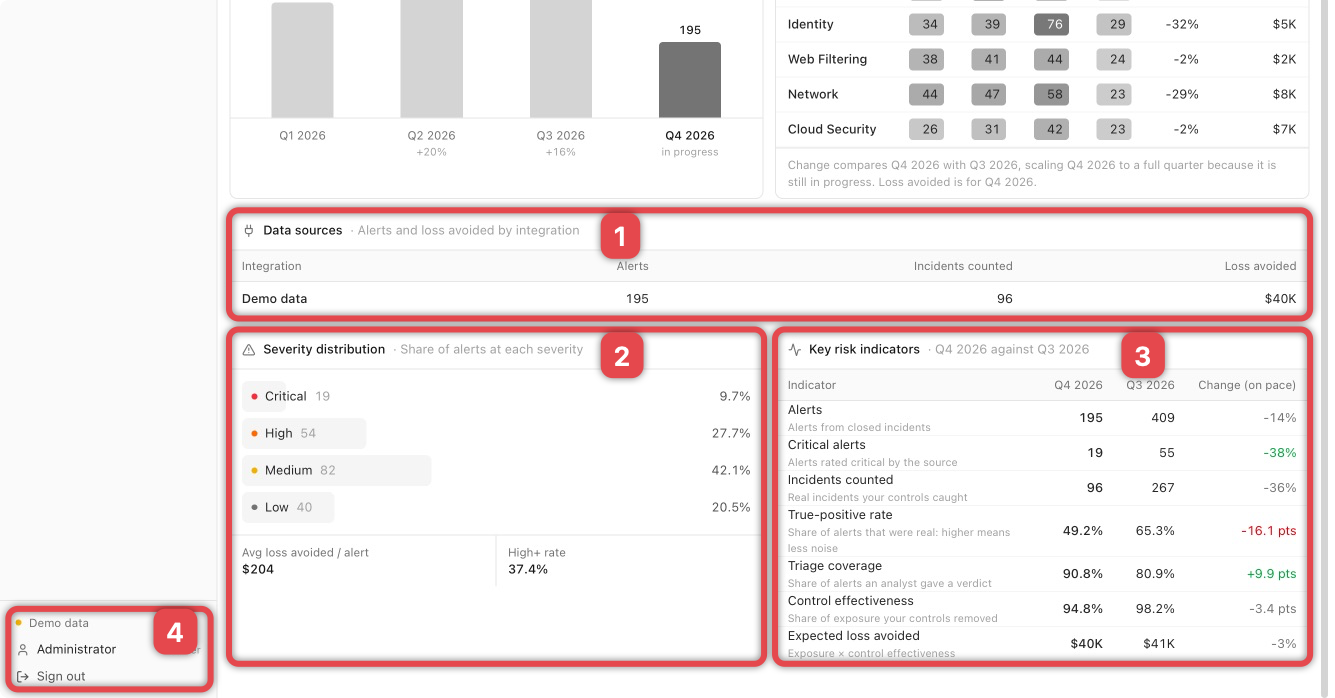 195
Q1 2026
Q2 2026
+20%
Q3 2026
+16%
Q4 2026
in progress
Identity 34 39 76 29 -32% $5K
Web Filtering 38 41 44 24 -2% $2K
Network 44 47 58 23 -29% $8K
Cloud Security 26 31 42 23 -2% $7K
Change compares Q4 2026 with Q3 2026, scaling Q4 2026 to a full quarter because it is
still in progress. Loss avoided is for Q4 2026.
Data sources · Alerts and loss avoided by integration
1
Integration Alerts Incidents counted Loss avoided
Demo data 195 96 $40K
Severity distribution · Share of alerts at each severity
2
Critical 19 9.7%
High 54 27.7%
Medium 82 42.1%
Low 40 20.5%
Avg loss avoided / alert
$204
High+ rate
37.4%
Key risk indicators · Q4 2026 against Q3 2026
3
Indicator Q4 2026 Q3 2026 Change (on pace)
Alerts
Alerts from closed incidents
195 409 -14%
Critical alerts
Alerts rated critical by the source
19 55 -38%
Incidents counted
Real incidents your controls caught
96 267 -36%
True-positive rate
Share of alerts that were real: higher means
less noise
49.2% 65.3% -16.1 pts
Triage coverage
Share of alerts an analyst gave a verdict
90.8% 80.9% +9.9 pts
Control effectiveness
Share of exposure your controls removed
94.8% 98.2% -3.4 pts
Expected loss avoided
Exposure × control effectiveness
$40K $41K -3%
Demo data
4
Administrator
Sign out